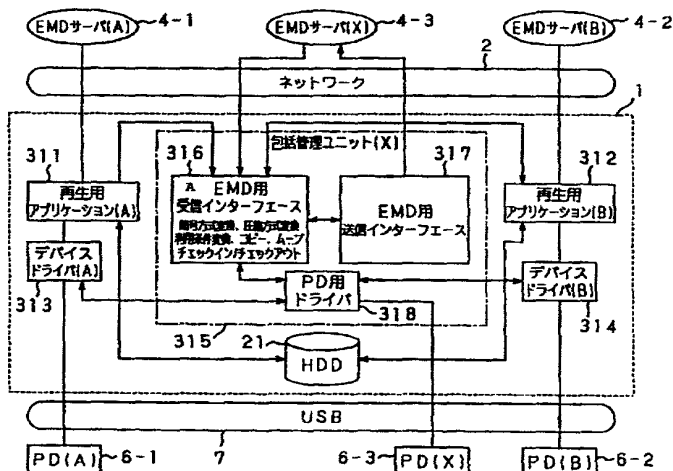 EMDサーバ(A) 4-1
EMDサーバ(X) 4-3
EMDサーバ(B) 4-2
2
ネットワーク
1
311
再生用
アプリケーション(A)
デバイス
ドライバ(A)
313
包括管理ユニット(X)
316
A
EMD用
受信インターフェース
暗号方式変換、圧縮方式変換
利用条件変換、コピー、ムーブ
チェックイン/チェックアウト
317
EMD用
送信インターフェース
PD用
ドライバ
318
315
312
再生用
アプリケーション(B)
デバイス
ドライバ(B)
314
21
HDD
USB
7
PD(A) 6-1
6-3 PD(X)
PD(B) 6-2